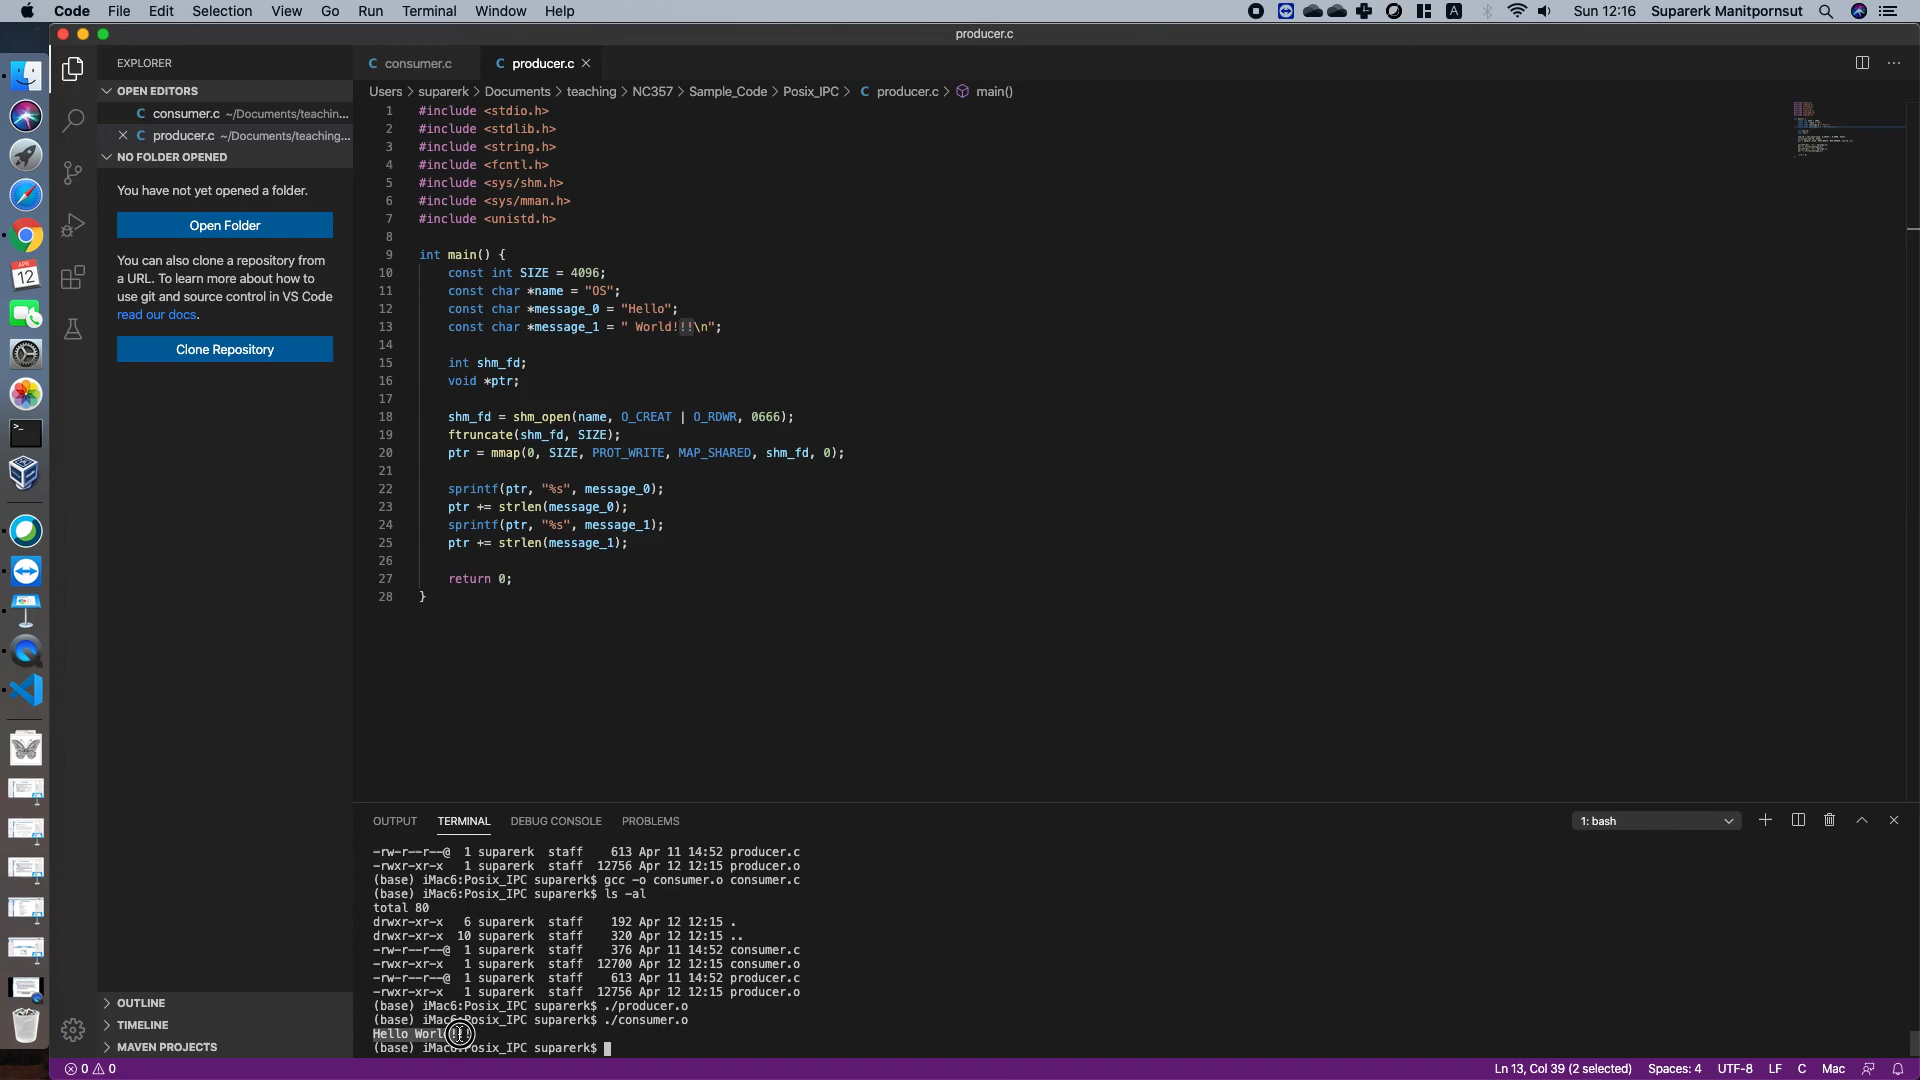 Code File Edit Selection View Go Run Terminal Window Help
A Sun 12:16 Suparerk Manitpornsut
producer.c
EXPLORER
OPEN EDITORS
C consumer.c ~/Documents/teachin...
C producer.c ~/Documents/teaching...
NO FOLDER OPENED
You have not yet opened a folder.
Open Folder
You can also clone a repository from
a URL. To learn more about how to
use git and source control in VS Code
read our docs.
Clone Repository
OUTLINE
TIMELINE
MAVEN PROJECTS
APR
12
C consumer.c C producer.c
Users > suparerk > Documents > teaching > NC357 > Sample_Code > Posix_IPC > C producer.c > main()
1 #include <stdio.h>
2 #include <stdlib.h>
3 #include <string.h>
4 #include <fcntl.h>
5 #include <sys/shm.h>
6 #include <sys/mman.h>
7 #include <unistd.h>
8
9 int main() {
10 const int SIZE = 4096;
11 const char *name = "OS";
12 const char *message_0 = "Hello";
13 const char *message_1 = " World!!!\n";
14
15 int shm_fd;
16 void *ptr;
17
18 shm_fd = shm_open(name, O_CREAT | O_RDWR, 0666);
19 ftruncate(shm_fd, SIZE);
20 ptr = mmap(0, SIZE, PROT_WRITE, MAP_SHARED, shm_fd, 0);
21
22 sprintf(ptr, "%s", message_0);
23 ptr += strlen(message_0);
24 sprintf(ptr, "%s", message_1);
25 ptr += strlen(message_1);
26
27 return 0;
28 }
OUTPUT TERMINAL DEBUG CONSOLE PROBLEMS
1: bash
-rw-r--r--@ 1 suparerk staff 613 Apr 11 14:52 producer.c
-rwxr-xr-x 1 suparerk staff 12756 Apr 12 12:15 producer.o
(base) iMac6:Posix_IPC suparerk$ gcc -o consumer.o consumer.c
(base) iMac6:Posix_IPC suparerk$ ls -al
total 80
drwxr-xr-x 6 suparerk staff 192 Apr 12 12:15 .
drwxr-xr-x 10 suparerk staff 320 Apr 12 12:15 ..
-rw-r--r--@ 1 suparerk staff 376 Apr 11 14:52 consumer.c
-rwxr-xr-x 1 suparerk staff 12700 Apr 12 12:15 consumer.o
-rw-r--r--@ 1 suparerk staff 613 Apr 11 14:52 producer.c
-rwxr-xr-x 1 suparerk staff 12756 Apr 12 12:15 producer.o
(base) iMac6:Posix_IPC suparerk$ ./producer.o
(base) iMac6:Posix_IPC suparerk$ ./consumer.o
Hello World!!!
(base) iMac6:Posix_IPC suparerk$
0 0
Ln 13, Col 39 (2 selected) Spaces: 4 UTF-8 LF C Mac